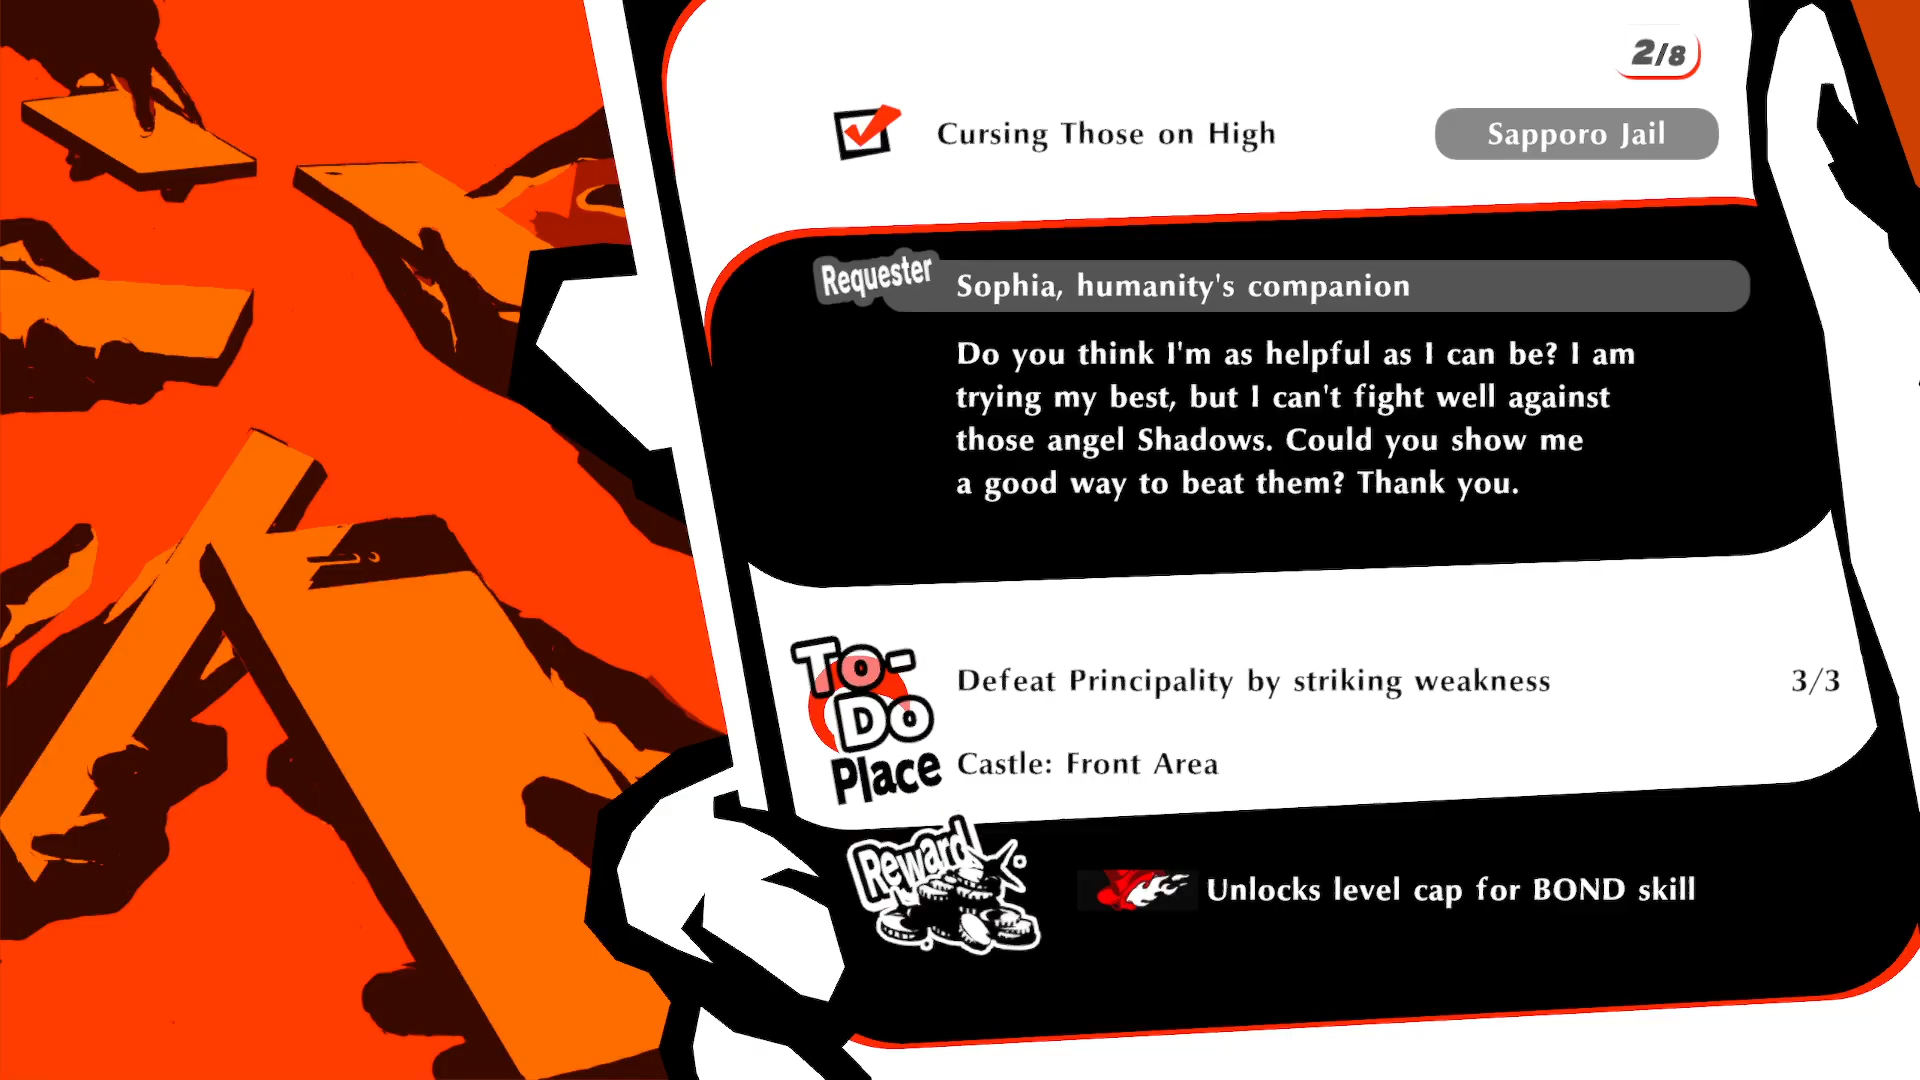 2/8
Cursing Those on High
Sapporo Jail
Requester
Sophia, humanity's companion
Do you think I'm as helpful as I can be? I am
trying my best, but I can't fight well against
those angel Shadows. Could you show me
a good way to beat them? Thank you.
To-
Do
Defeat Principality by striking weakness
3/3
Place
Castle: Front Area
Reward
Unlocks level cap for BOND skill